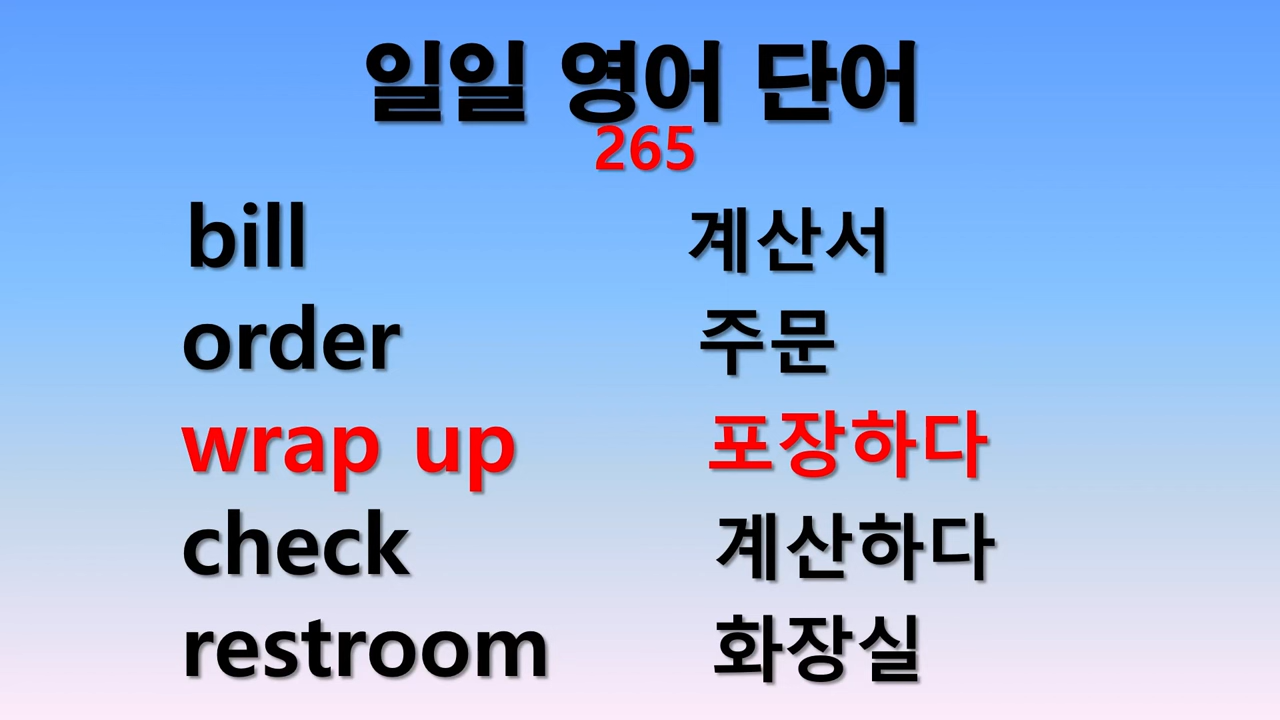 일일 영어 단어
265
bill 계산서
order 주문
wrap up 포장하다
check 계산하다
restroom 화장실